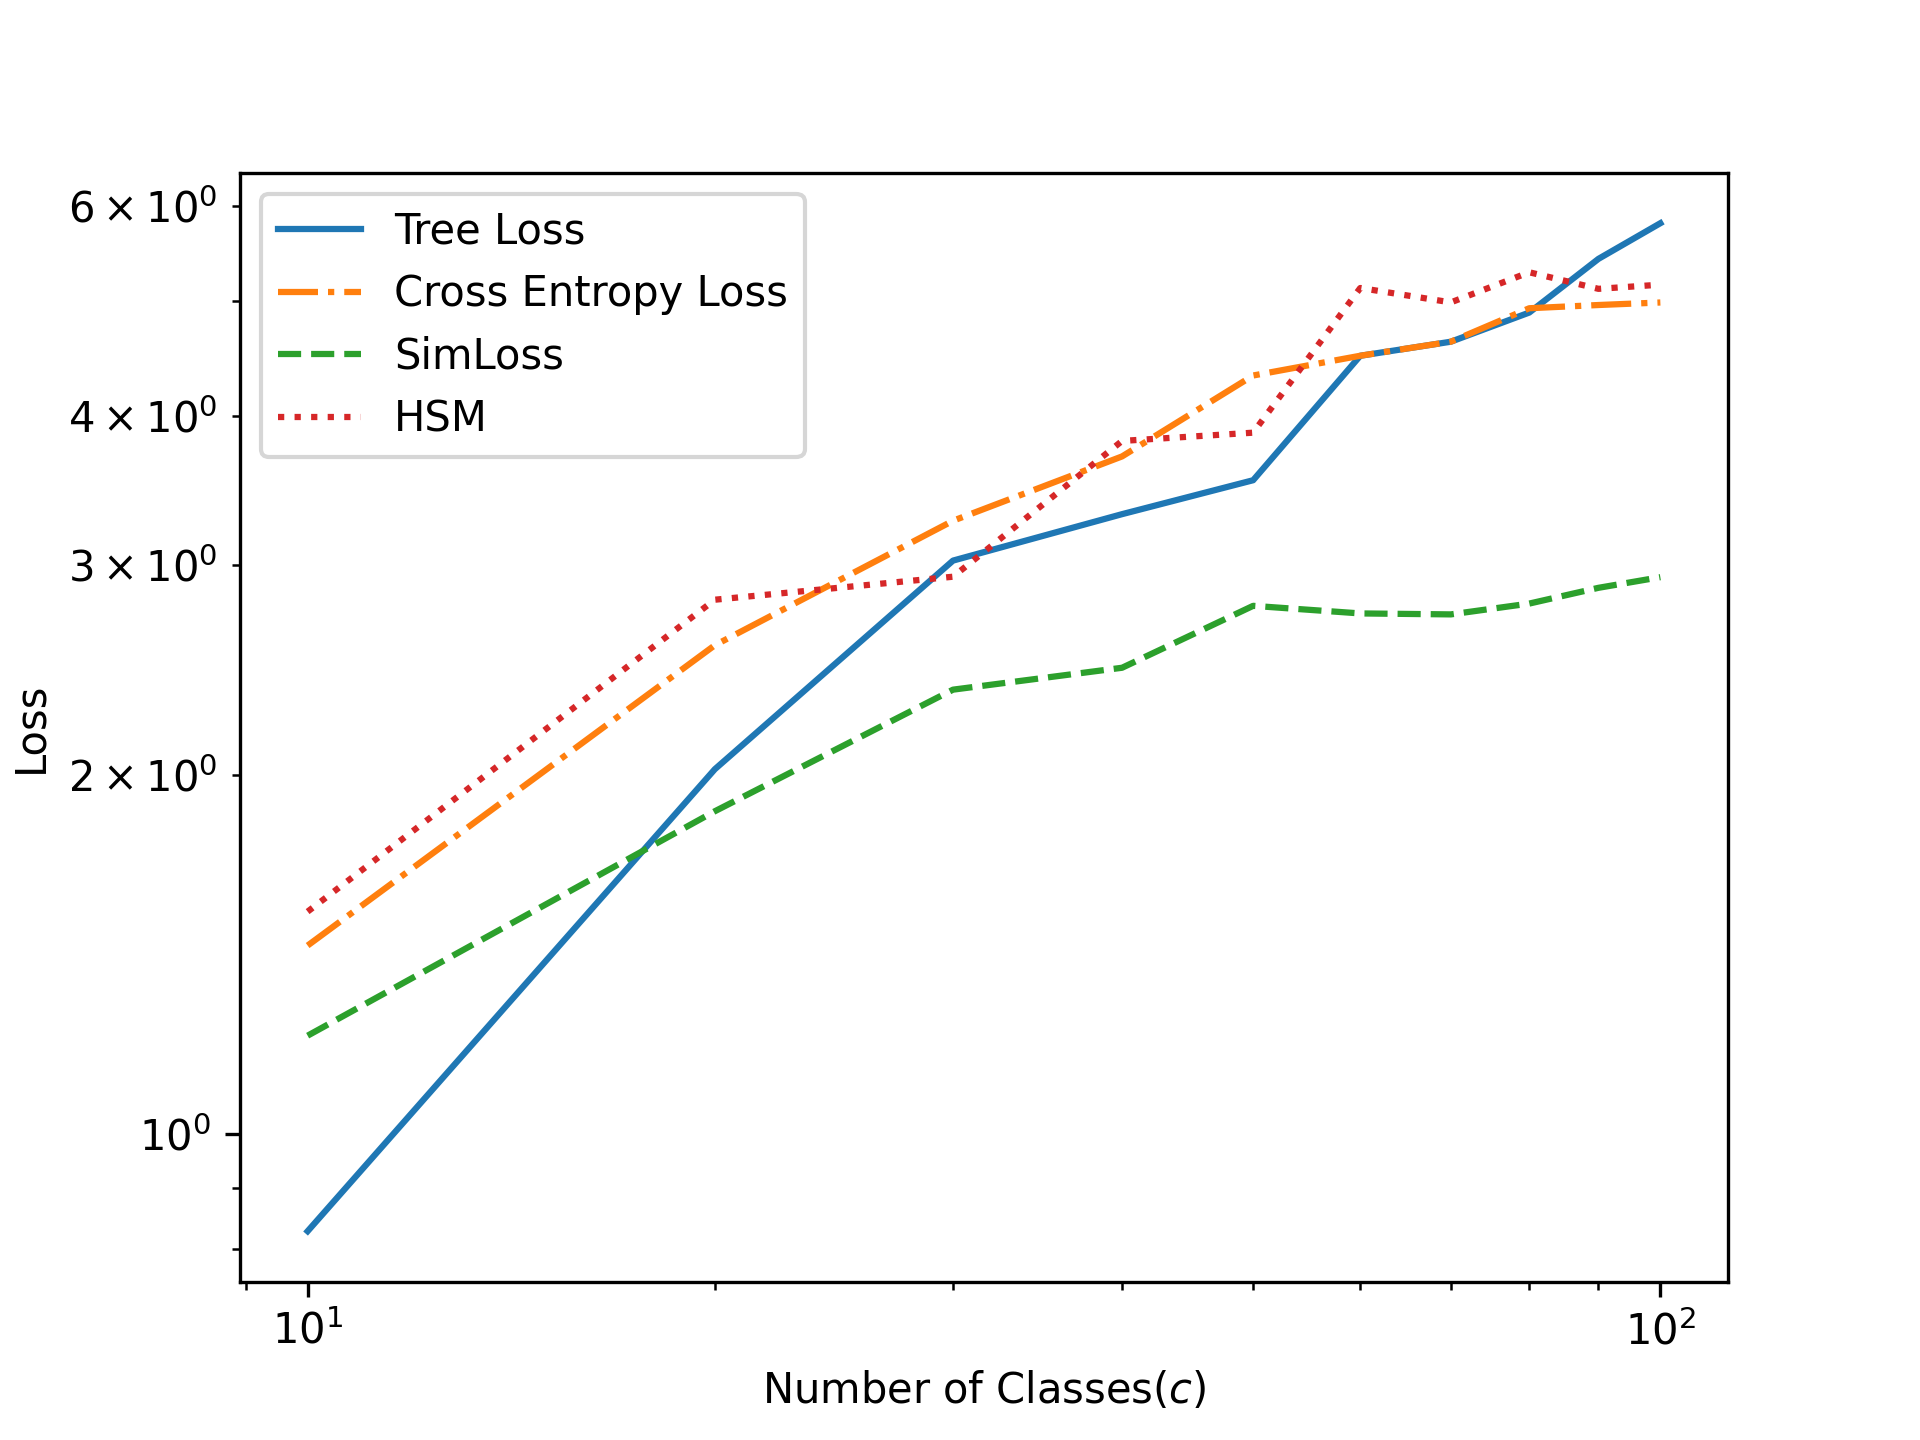 6 × 10⁰
4 × 10⁰
3 × 10⁰
2 × 10⁰
10⁰
Loss
Tree Loss
Cross Entropy Loss
SimLoss
HSM
10¹
10²
Number of Classes(c)